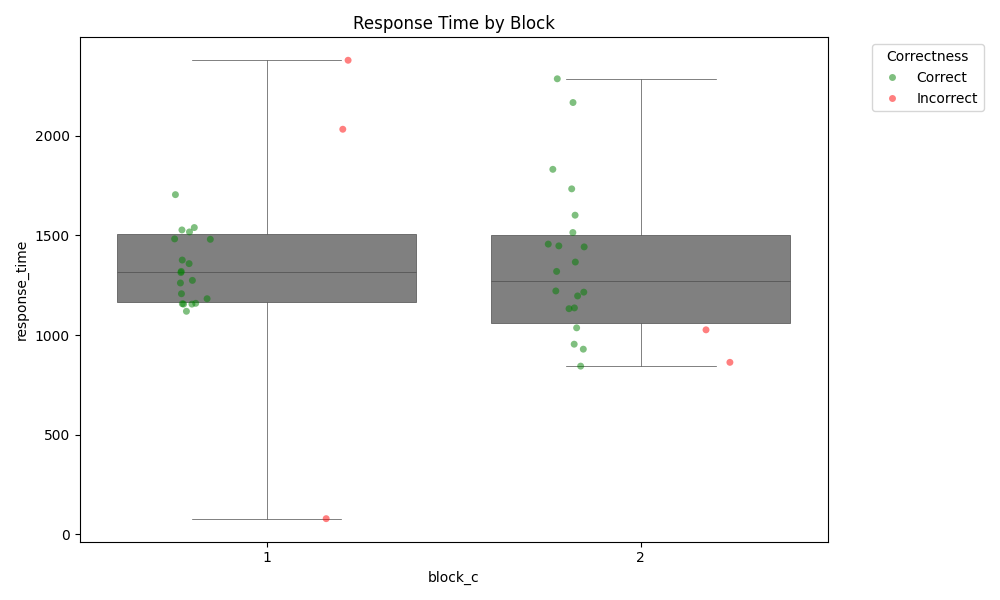 Response Time by Block
Correctness
Correct
Incorrect
2000
1500
1000
500
0
response_time
1
2
block_c